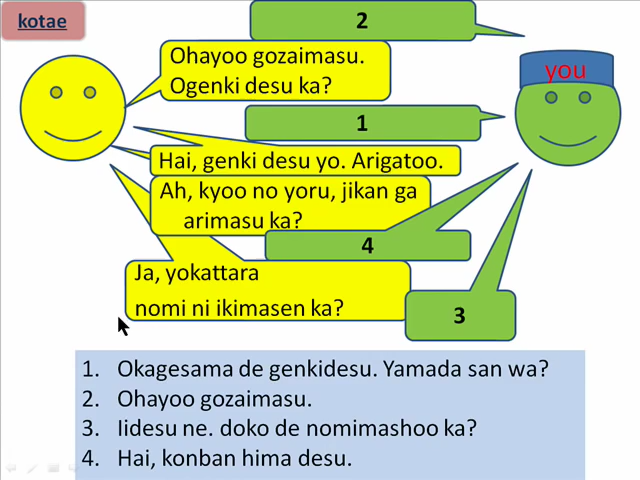 kotae
2
you
Ohayoo gozaimasu.
Ogenki desu ka?
1
Hai, genki desu yo. Arigatoo.
Ah, kyoo no yoru, jikan ga
arimasu ka?
4
Ja, yokattara
nomi ni ikimasen ka?
3
1. Okagesama de genkidesu. Yamada san wa?
2. Ohayoo gozaimasu.
3. Iidesu ne. doko de nomimashoo ka?
4. Hai, konban hima desu.